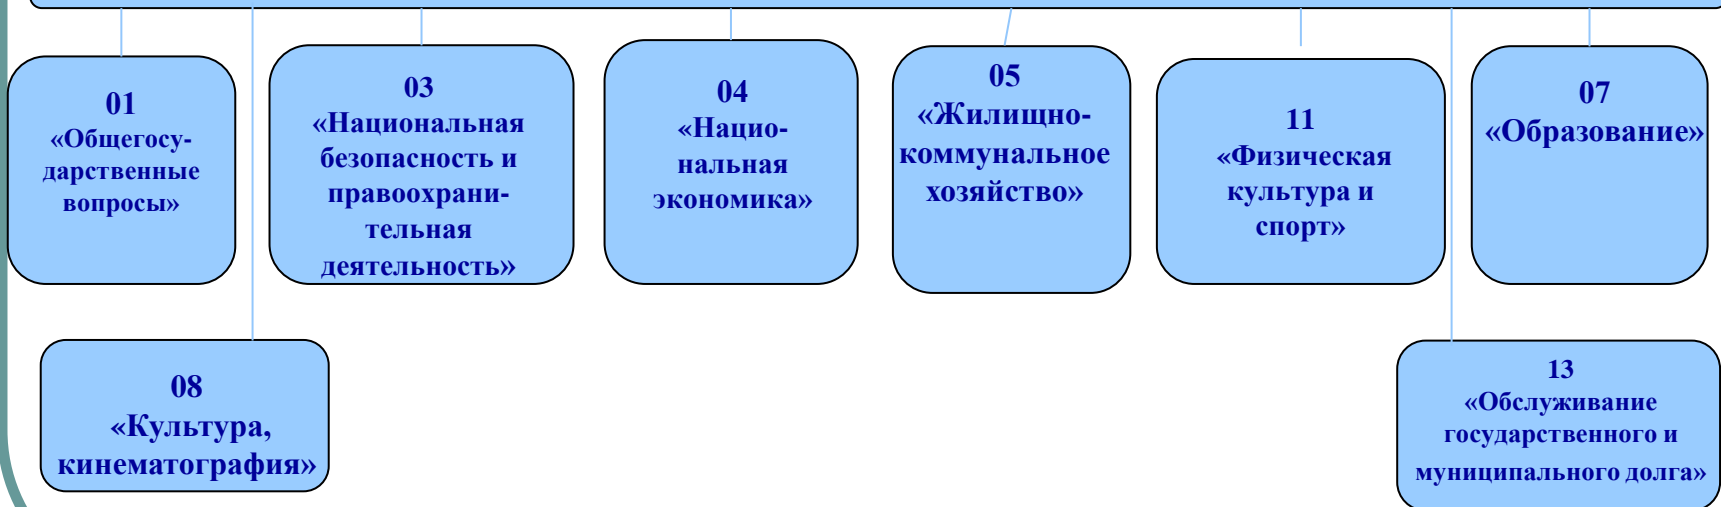 01
«Общегосу-
дарственные
вопросы»
03
«Национальная
безопасность и
правоохрани-
тельная
деятельность»
04
«Нацио-
нальная
экономика»
05
«Жилищно-
коммунальное
хозяйство»
11
«Физическая
культура и
спорт»
07
«Образование»
08
«Культура,
кинематография»
13
«Обслуживание
государственного и
муниципального долга»